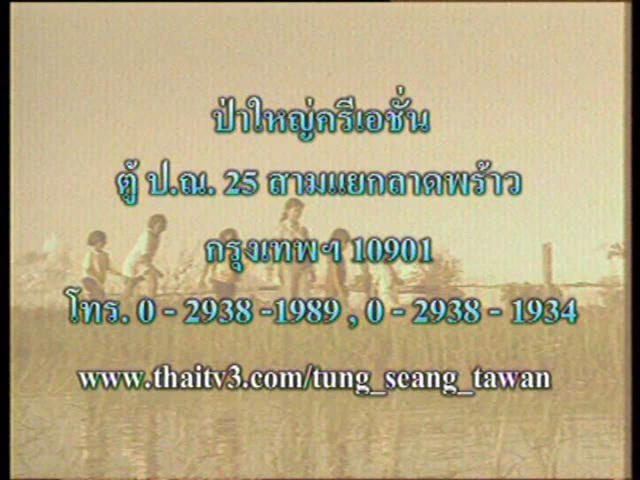 ป่าใหญ่ครีเอชั่น
ตู้ ป.ณ. 25 สามแยกลาดพร้าว
กรุงเทพฯ 10901
โทร. 0 - 2938 -1989 , 0 - 2938 - 1934
www.thaitv3.com/tung_seang_tawan